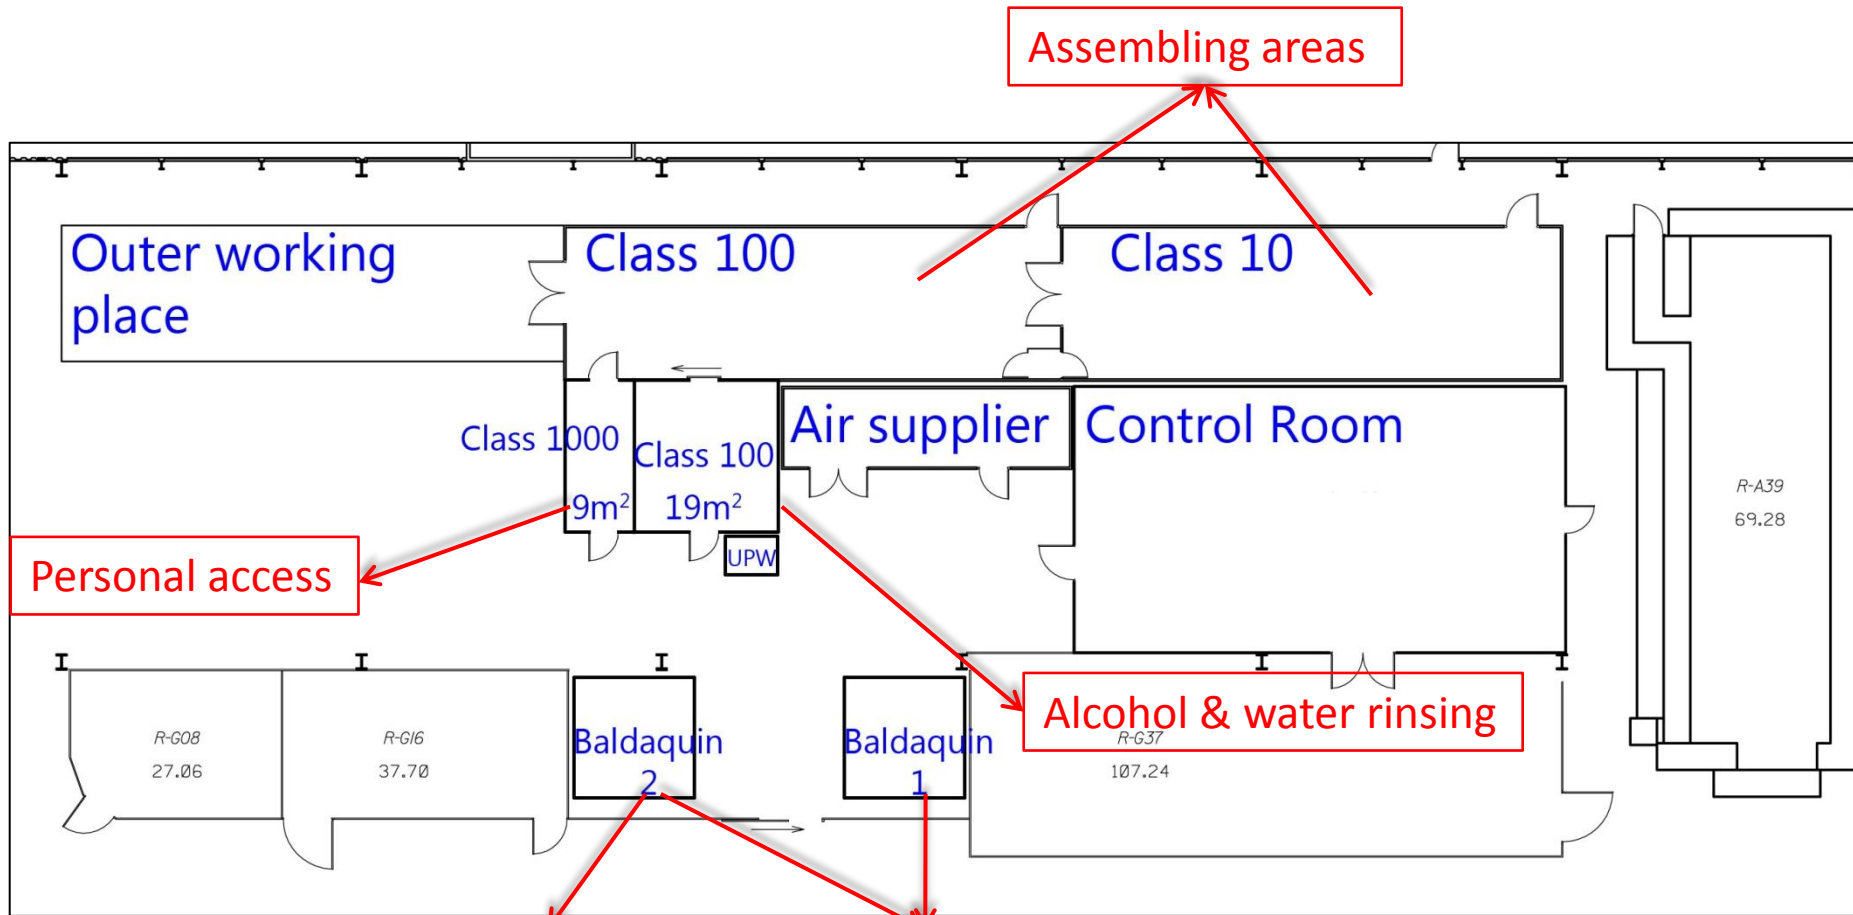 Assembling areas
Outer working
place
Class 100
Class 10
Class 1000
9m²
Class 100
19m²
Air supplier
Control Room
R-A39
69.28
UPW
Personal access
Alcohol & water rinsing
R-G08
27.06
R-G16
37.70
Baldaquin
2
Baldaquin
1
R-G37
107.24